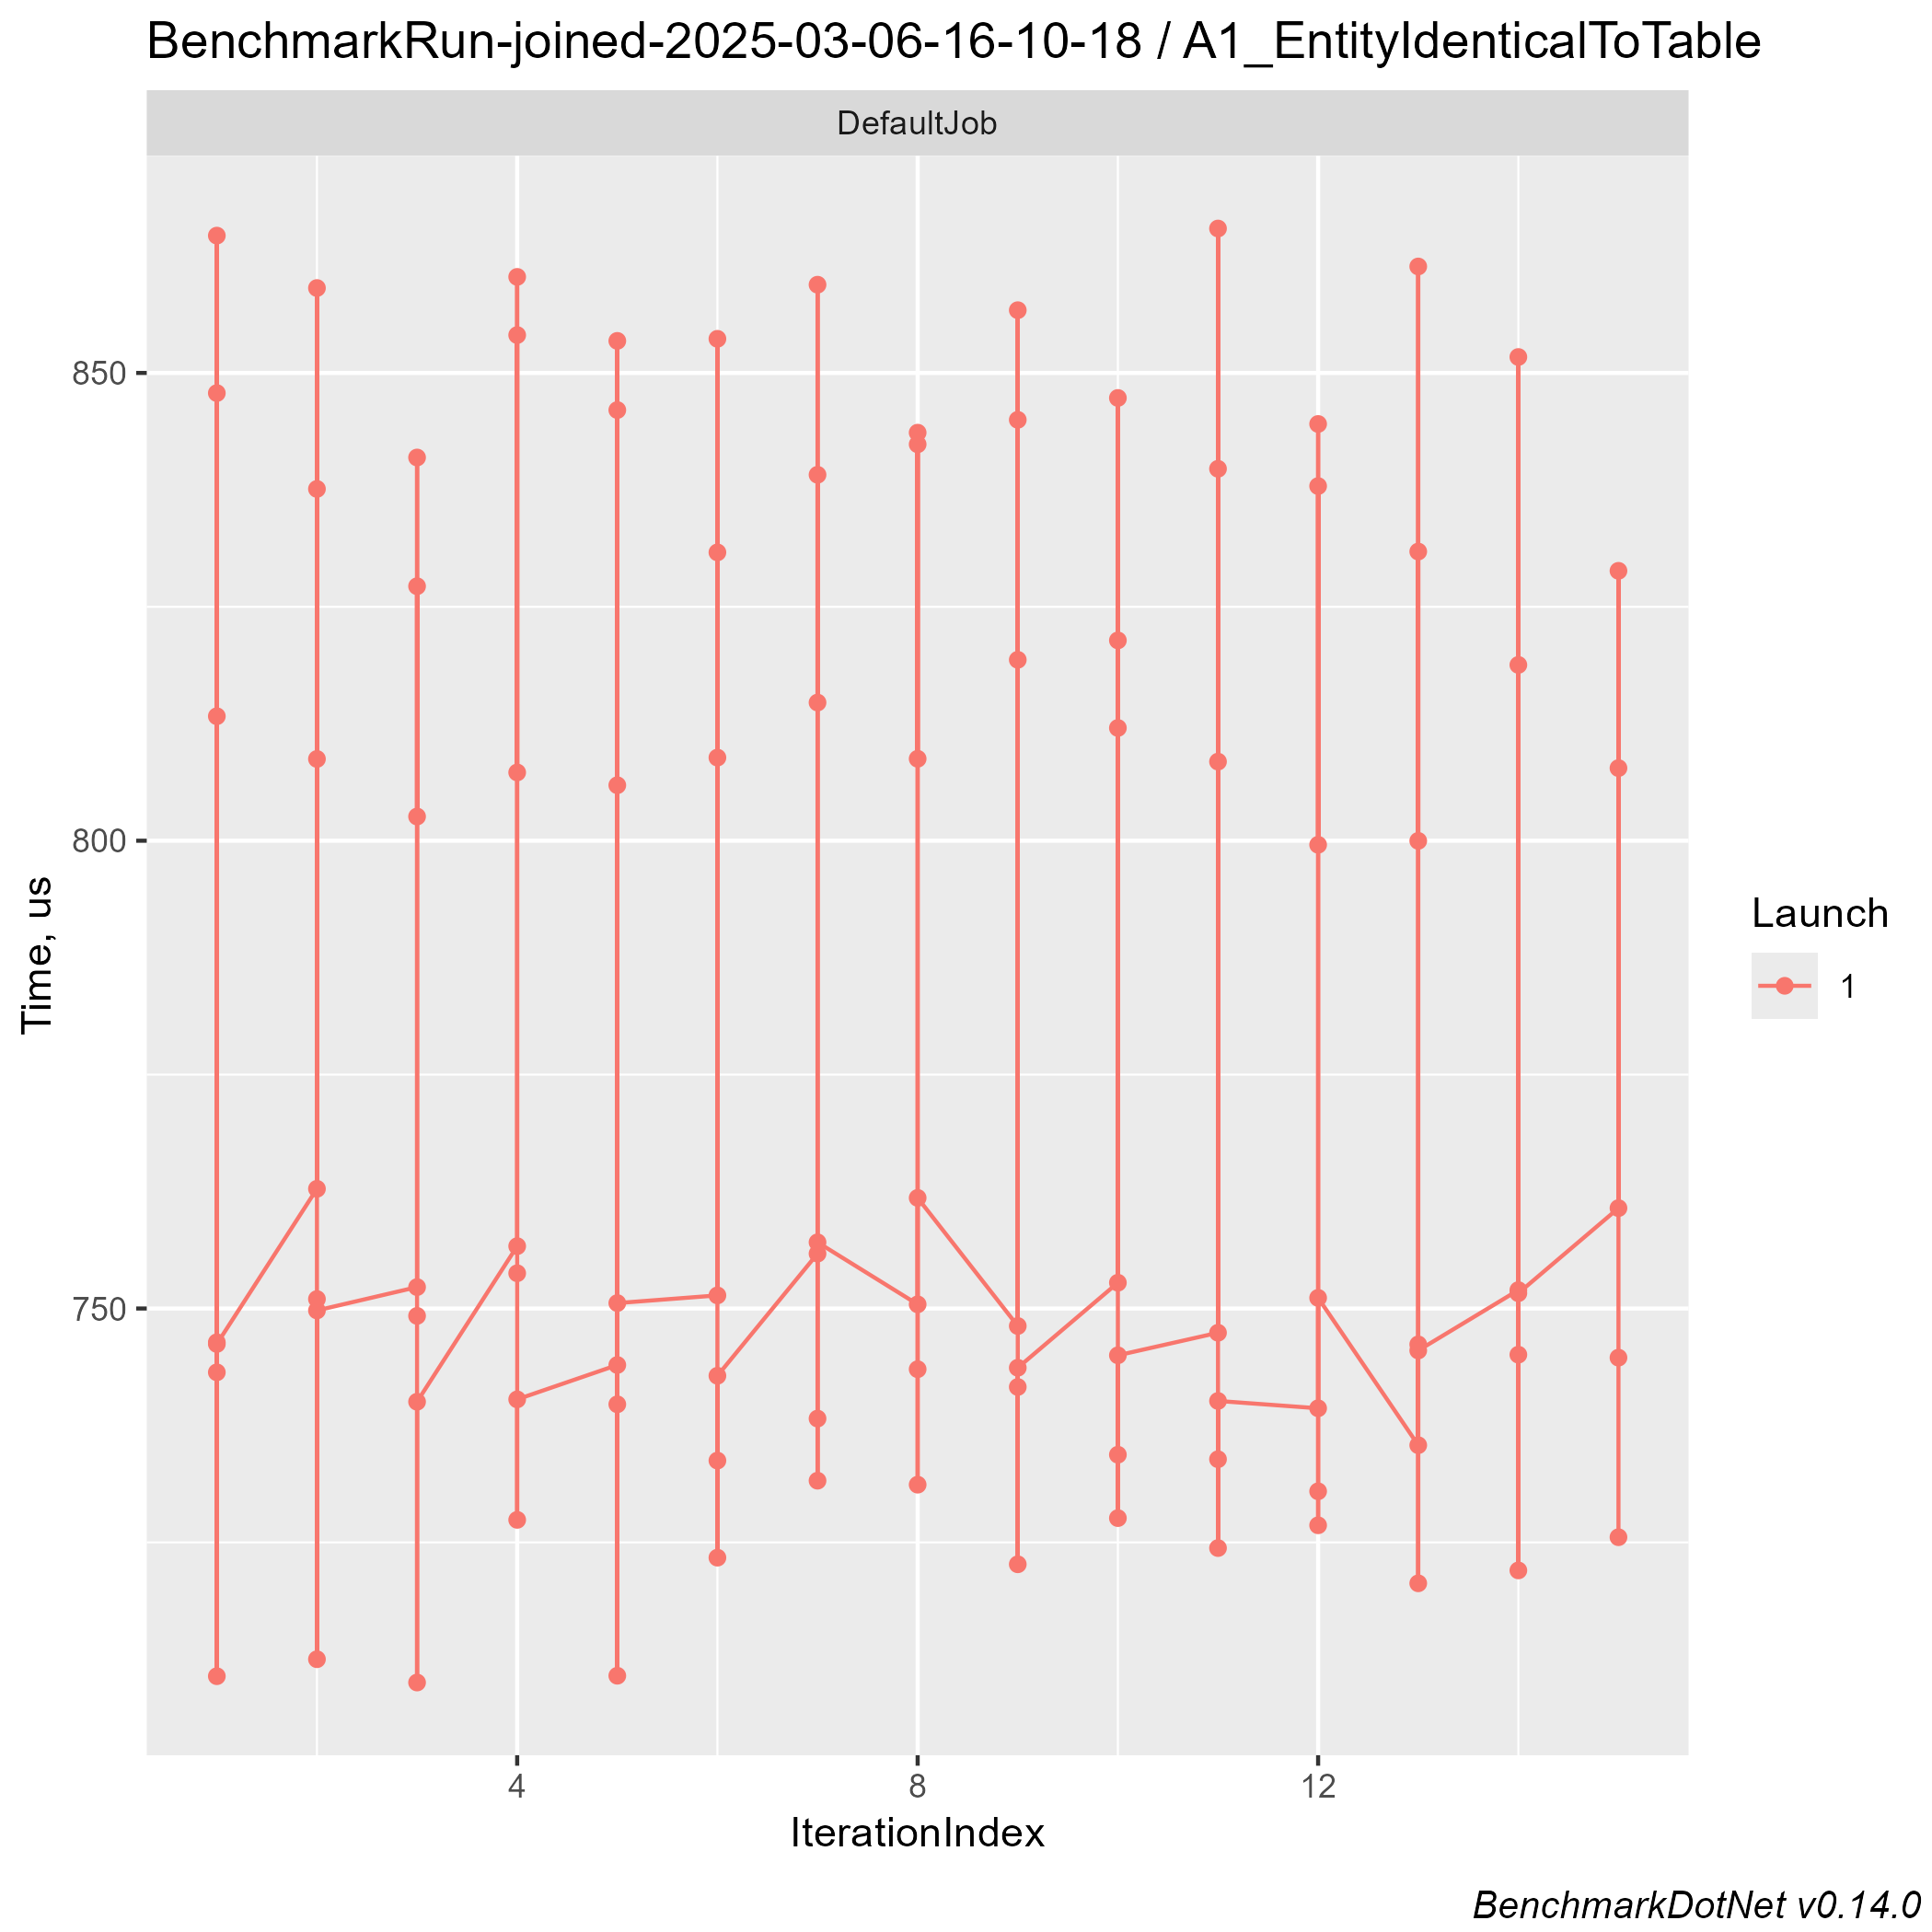 BenchmarkRun-joined-2025-03-06-16-10-18 / A1_EntityIdenticalToTable
DefaultJob
850
800
750
Time, us
4
8
12
IterationIndex
Launch
1
BenchmarkDotNet v0.14.0